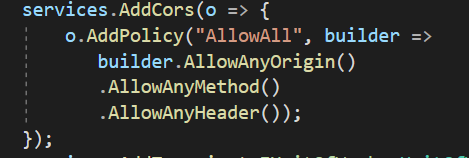 services.AddCors(o => {
o.AddPolicy("AllowAll", builder =>
builder.AllowAnyOrigin()
.AllowAnyMethod()
.AllowAnyHeader());
});